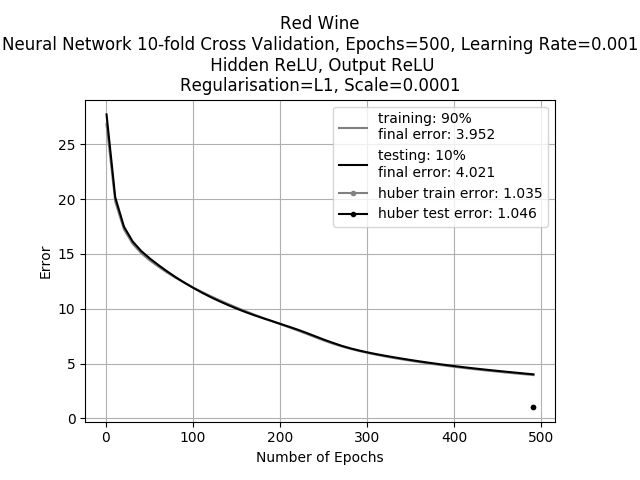 Red Wine
Neural Network 10-fold Cross Validation, Epochs=500, Learning Rate=0.001
Hidden ReLU, Output ReLU
Regularisation=L1, Scale=0.0001
training: 90%
final error: 3.952
testing: 10%
final error: 4.021
huber train error: 1.035
huber test error: 1.046
Error
25
20
15
10
5
0
0 100 200 300 400 500
Number of Epochs